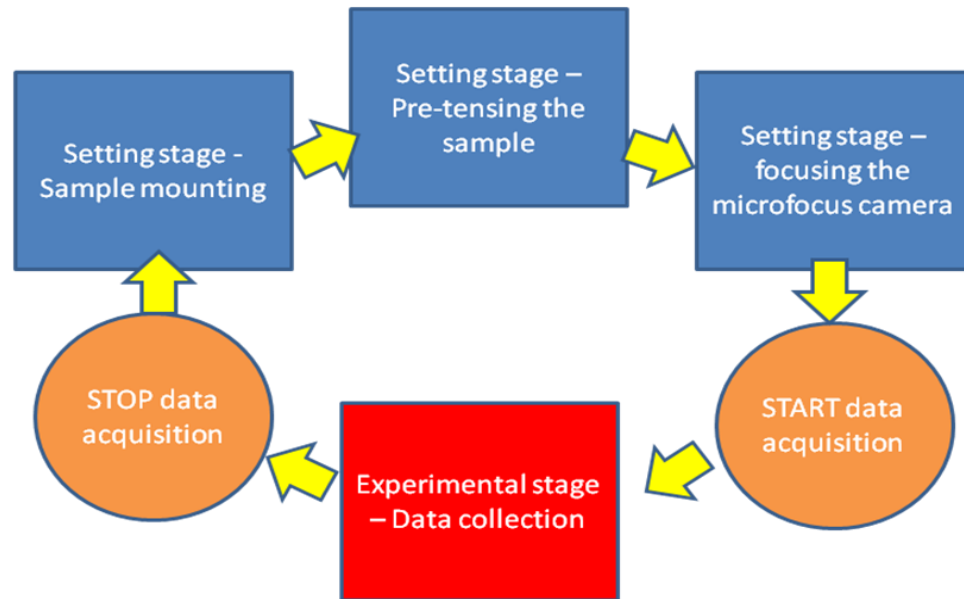 Setting stage -
Sample mounting
Setting stage –
Pre-tensing the
sample
Setting stage –
focusing the
microfocus camera
START data
acquisition
Experimental stage
– Data collection
STOP data
acquisition